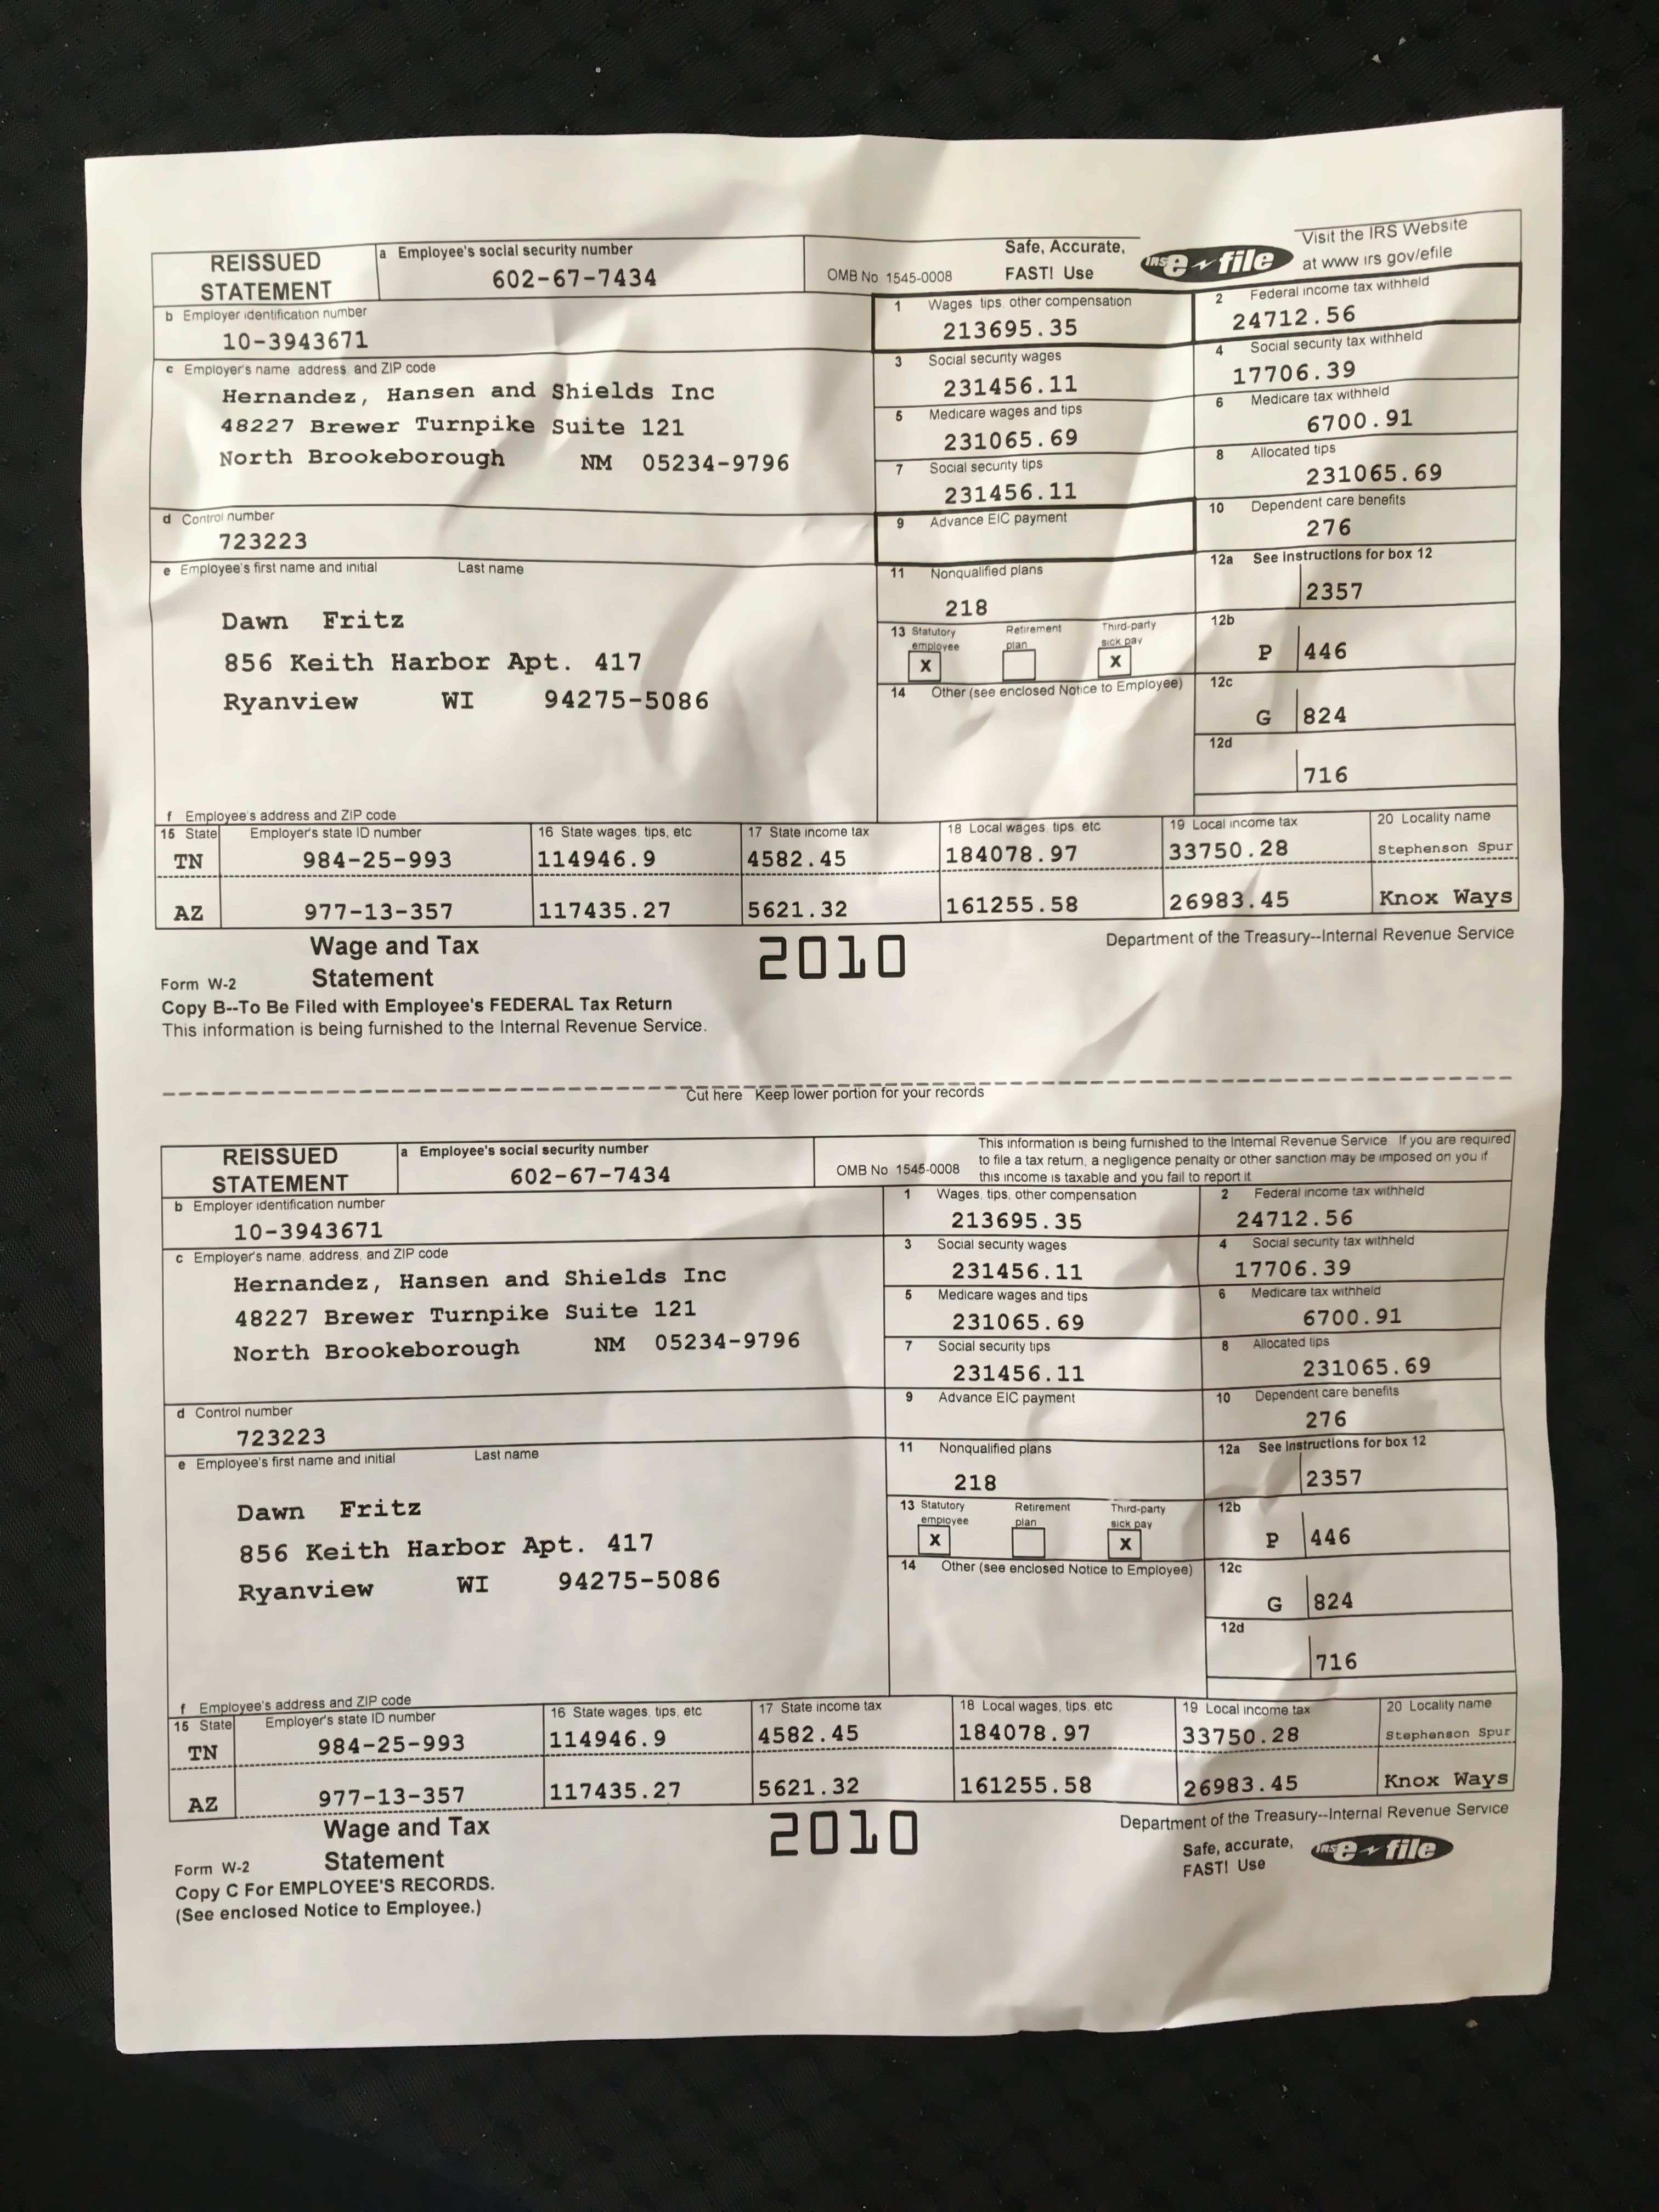 REISSUED STATEMENT
a Employee's social security number
602-67-7434
OMB No 1545-0008
Safe, Accurate, FAST! Use
IRS e-file
Visit the IRS Website at www irs gov/efile
b Employer identification number
10-3943671
1 Wages, tips, other compensation
213695.35
2 Federal income tax withheld
24712.56
c Employer's name address and ZIP code
Hernandez, Hansen and Shields Inc
48227 Brewer Turnpike Suite 121
North Brookeborough NM 05234-9796
3 Social security wages
231456.11
4 Social security tax withheld
17706.39
5 Medicare wages and tips
231065.69
6 Medicare tax withheld
6700.91
7 Social security tips
231456.11
8 Allocated tips
231065.69
d Control number
723223
9 Advance EIC payment
10 Dependent care benefits
276
e Employee's first name and initial Last name
Dawn Fritz
856 Keith Harbor Apt. 417
Ryanview WI 94275-5086
11 Nonqualified plans
218
12a See instructions for box 12
2357
13 Statutory employee Retirement plan Third-party sick pay
X X
12b
P 446
14 Other (see enclosed Notice to Employee)
12c
G 824
12d
716
f Employee's address and ZIP code
15 State Employer's state ID number 16 State wages, tips, etc 17 State income tax 18 Local wages, tips, etc 19 Local income tax 20 Locality name
TN 984-25-993 114946.9 4582.45 184078.97 33750.28 Stephenson Spur
AZ 977-13-357 117435.27 5621.32 161255.58 26983.45 Knox Ways
Form W-2 Wage and Tax Statement
2010
Department of the Treasury--Internal Revenue Service
Copy B--To Be Filed with Employee's FEDERAL Tax Return
This information is being furnished to the Internal Revenue Service.
Cut here Keep lower portion for your records
REISSUED STATEMENT
a Employee's social security number
602-67-7434
OMB No 1545-0008
This information is being furnished to the Internal Revenue Service If you are required
to file a tax return, a negligence penalty or other sanction may be imposed on you if
this income is taxable and you fail to report it
b Employer identification number
10-3943671
1 Wages, tips, other compensation
213695.35
2 Federal income tax withheld
24712.56
c Employer's name, address, and ZIP code
Hernandez, Hansen and Shields Inc
48227 Brewer Turnpike Suite 121
North Brookeborough NM 05234-9796
3 Social security wages
231456.11
4 Social security tax withheld
17706.39
5 Medicare wages and tips
231065.69
6 Medicare tax withheld
6700.91
7 Social security tips
231456.11
8 Allocated tips
231065.69
d Control number
723223
9 Advance EIC payment
10 Dependent care benefits
276
e Employee's first name and initial Last name
Dawn Fritz
856 Keith Harbor Apt. 417
Ryanview WI 94275-5086
11 Nonqualified plans
218
12a See Instructions for box 12
2357
13 Statutory employee Retirement plan Third-party sick pay
X X
12b
P 446
14 Other (see enclosed Notice to Employee)
12c
G 824
12d
716
f Employee's address and ZIP code
15 State Employer's state ID number 16 State wages, tips, etc 17 State income tax 18 Local wages, tips, etc 19 Local income tax 20 Locality name
TN 984-25-993 114946.9 4582.45 184078.97 33750.28 Stephenson Spur
AZ 977-13-357 117435.27 5621.32 161255.58 26983.45 Knox Ways
Form W-2 Wage and Tax Statement
2010
Department of the Treasury--Internal Revenue Service
Safe, accurate, FAST! Use
IRS e-file
Copy C For EMPLOYEE'S RECORDS.
(See enclosed Notice to Employee.)